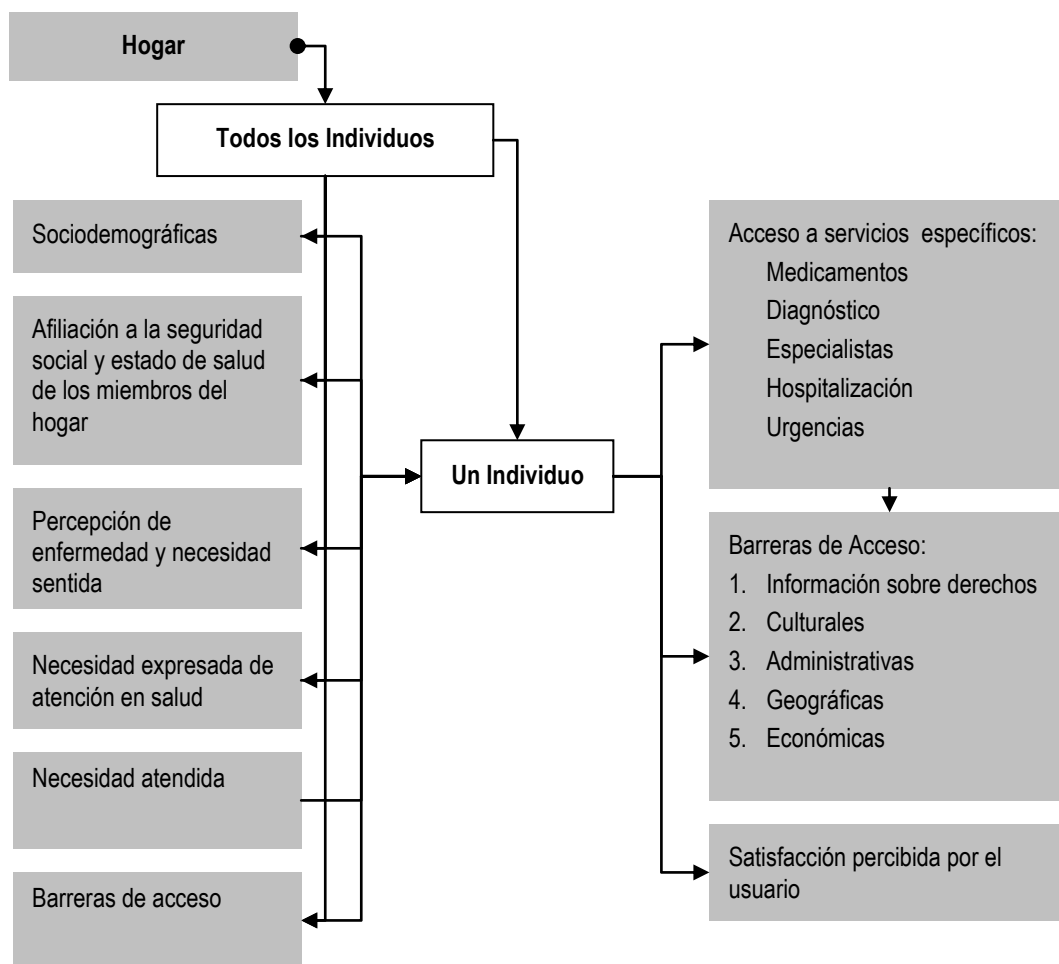 Hogar
Todos los Individuos
Sociodemográficas
Afiliación a la seguridad
social y estado de salud
de los miembros del
hogar
Percepción de
enfermedad y necesidad
sentida
Necesidad expresada de
atención en salud
Necesidad atendida
Barreras de acceso
Un Individuo
Acceso a servicios específicos:
Medicamentos
Diagnóstico
Especialistas
Hospitalización
Urgencias
Barreras de Acceso:
1. Información sobre derechos
2. Culturales
3. Administrativas
4. Geográficas
5. Económicas
Satisfacción percibida por el
usuario